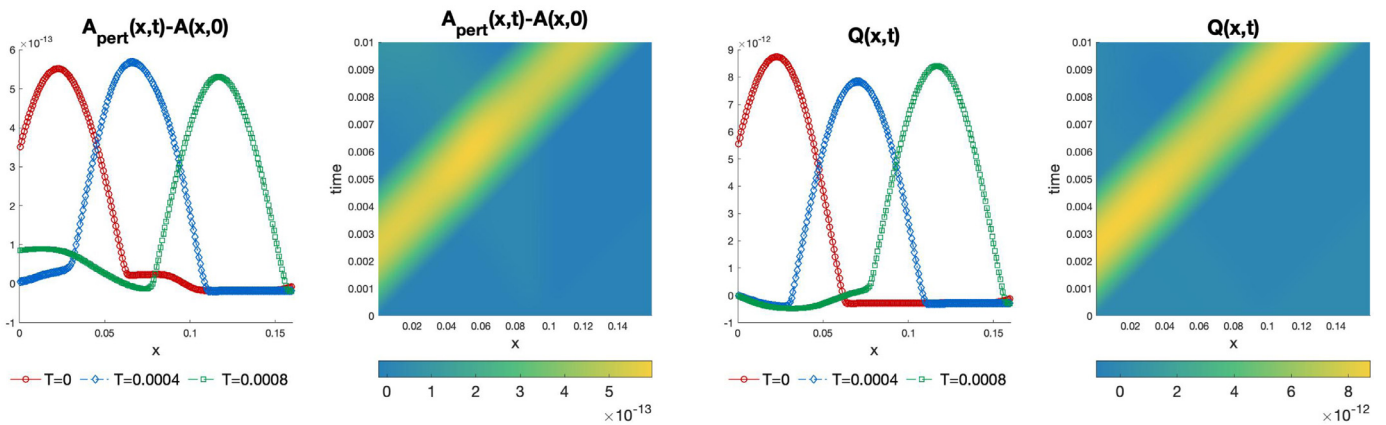 A_pert(x,t)-A(x,0)
×10^-13
6
5
4
3
2
1
0
-1
0 0.05 0.1 0.15
x
T=0 T=0.0004 T=0.0008
A_pert(x,t)-A(x,0)
0.01
0.009
0.008
0.007
0.006
0.005
0.004
0.003
0.002
0.001
0
time
0.02 0.04 0.06 0.08 0.1 0.12 0.14
x
0 1 2 3 4 5
×10^-13
Q(x,t)
×10^-12
9
8
7
6
5
4
3
2
1
0
-1
0 0.05 0.1 0.15
x
T=0 T=0.0004 T=0.0008
Q(x,t)
0.01
0.009
0.008
0.007
0.006
0.005
0.004
0.003
0.002
0.001
0
time
0.02 0.04 0.06 0.08 0.1 0.12 0.14
x
0 2 4 6 8
×10^-12